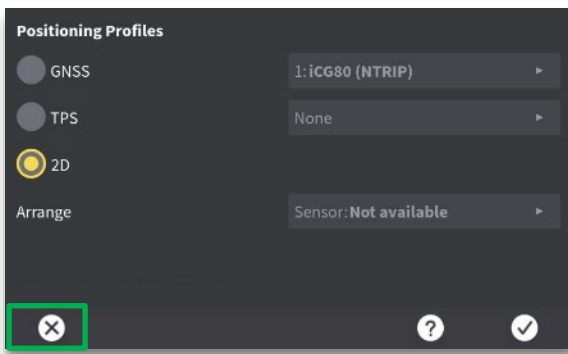 Positioning Profiles
GNSS 1:iCG80 (NTRIP)
TPS None
2D
Arrange Sensor:Not available
?